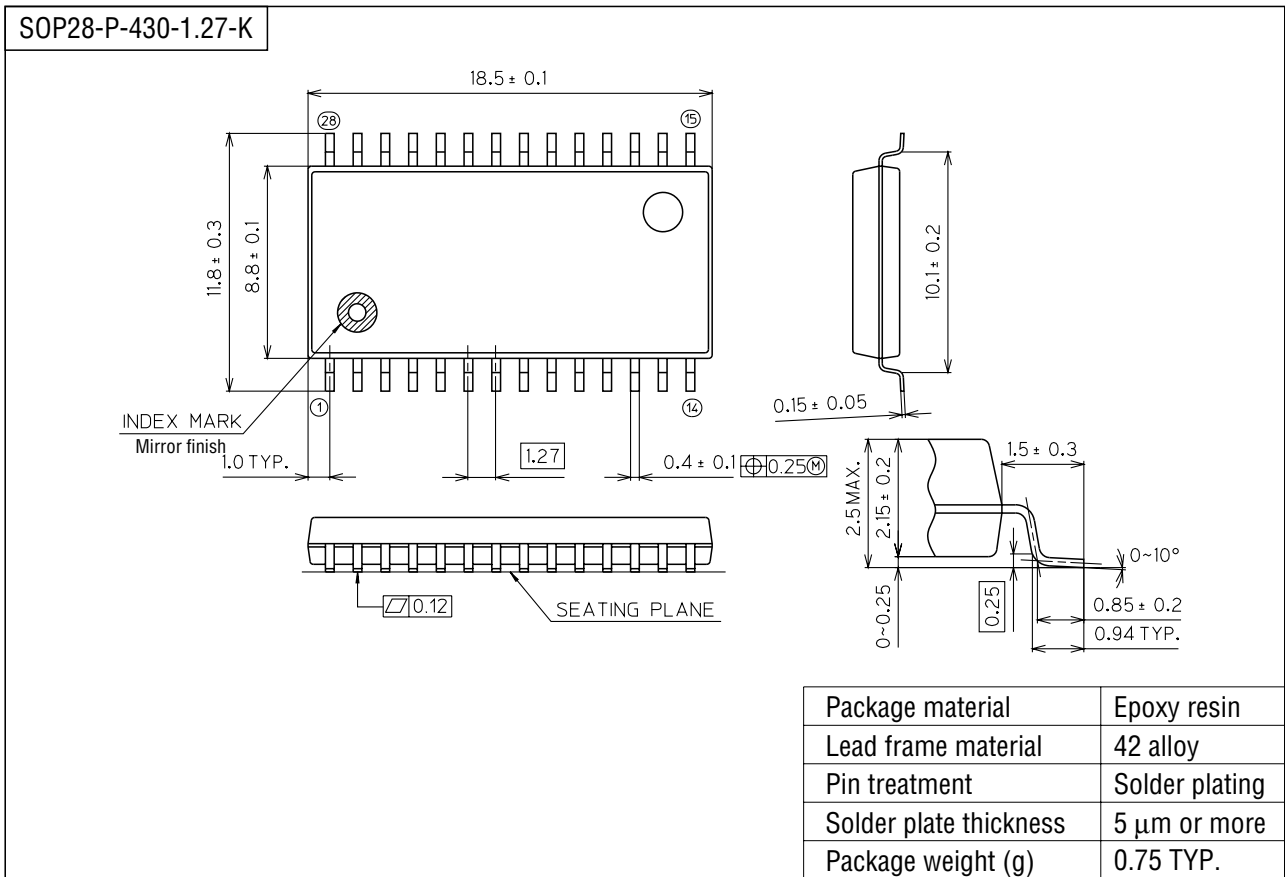 SOP28-P-430-1.27-K
18.5 ± 0.1
28
15
11.8 ± 0.3
8.8 ± 0.1
10.1 ± 0.2
1
14
INDEX MARK
Mirror finish
1.0 TYP.
1.27
0.4 ± 0.1
0.25 Ⓜ
0.15 ± 0.05
2.5 MAX.
2.15 ± 0.2
1.5 ± 0.3
0~10°
0~0.25
0.25
0.85 ± 0.2
0.94 TYP.
0.12
SEATING PLANE
Package material Epoxy resin
Lead frame material 42 alloy
Pin treatment Solder plating
Solder plate thickness 5 μm or more
Package weight (g) 0.75 TYP.